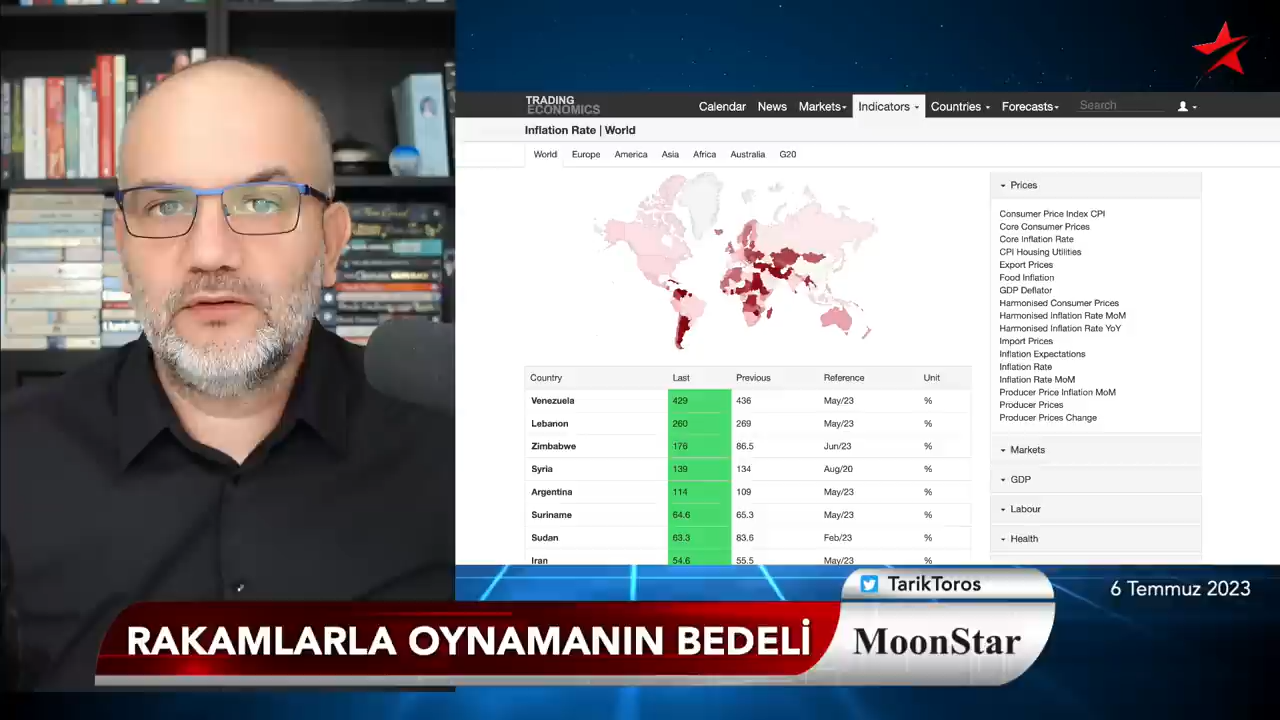 TRADING
ECONOMICS
Calendar News Markets Indicators Countries Forecasts Search
Inflation Rate | World
World Europe America Asia Africa Australia G20
Country Last Previous Reference Unit
Venezuela 429 436 May/23 %
Lebanon 260 269 May/23 %
Zimbabwe 176 86.5 Jun/23 %
Syria 139 134 Aug/20 %
Argentina 114 109 May/23 %
Suriname 64.6 65.3 May/23 %
Sudan 63.3 83.6 Feb/23 %
Iran 54.6 55.5 May/23 %
Prices
Consumer Price Index CPI
Core Consumer Prices
Core Inflation Rate
CPI Housing Utilities
Export Prices
Food Inflation
GDP Deflator
Harmonised Consumer Prices
Harmonised Inflation Rate MoM
Harmonised Inflation Rate YoY
Import Prices
Inflation Expectations
Inflation Rate
Inflation Rate MoM
Producer Price Inflation MoM
Producer Prices
Producer Prices Change
Markets
GDP
Labour
Health
TarikToros
6 Temmuz 2023
RAKAMLARLA OYNAMANIN BEDELİ
MoonStar